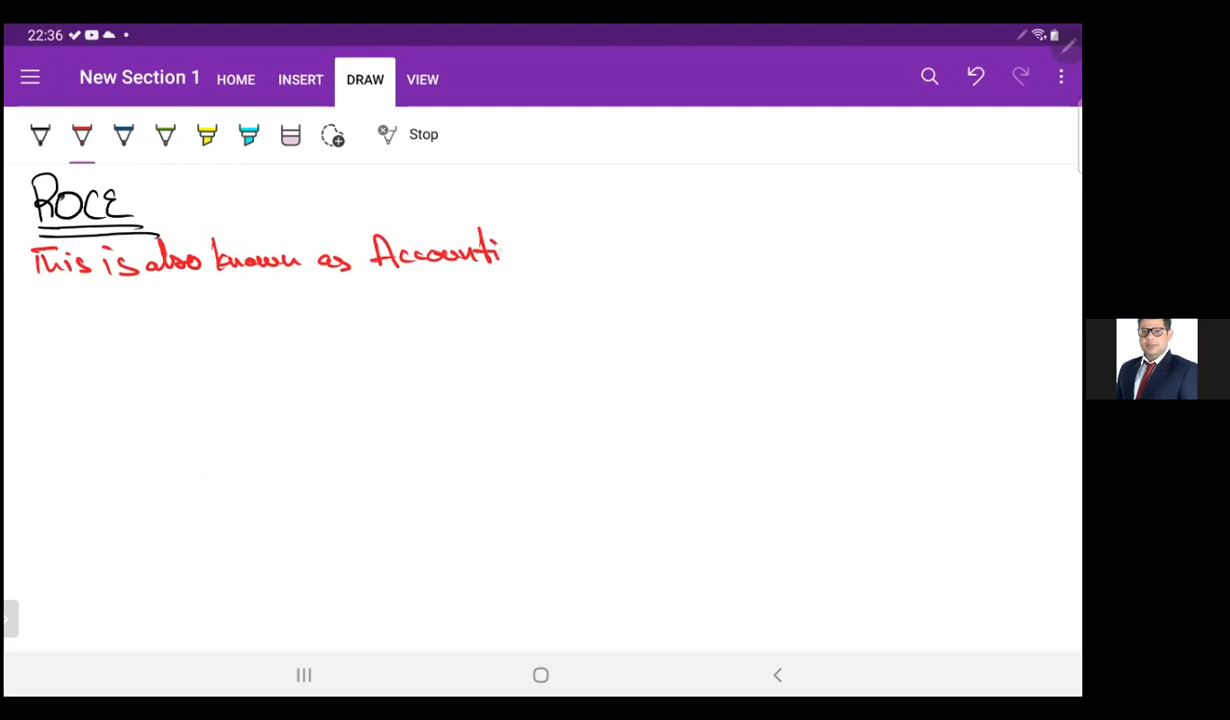 22:36
New Section 1 HOME INSERT DRAW VIEW
Stop
ROCE
This is also known as Accounti